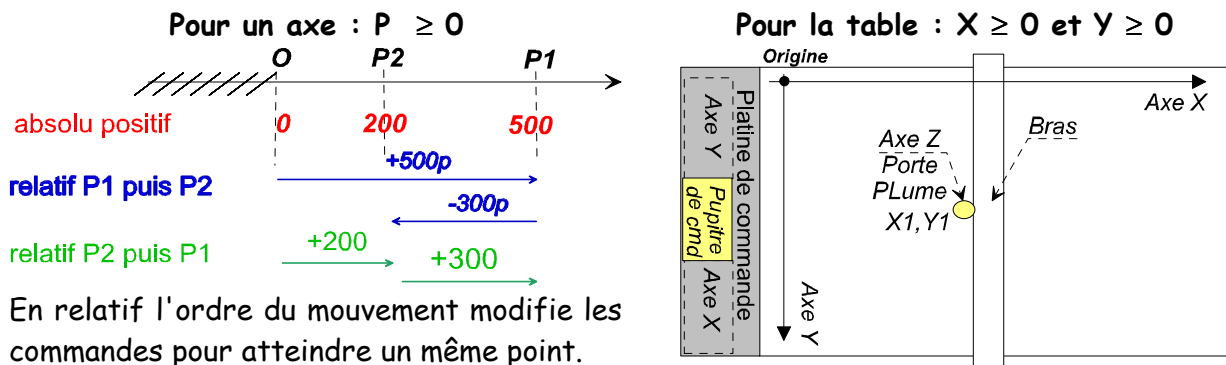 Pour un axe : P ≥ 0
O P2 P1
absolu positif 0 200 500
+500p
relatif P1 puis P2
-300p
relatif P2 puis P1 +200 +300
En relatif l'ordre du mouvement modifie les
commandes pour atteindre un même point.
Pour la table : X ≥ 0 et Y ≥ 0
Origine
Axe X
Platine de commande
Axe Y
Pupitre
de cmd
Axe X
Axe Y
Axe Z
Porte
PLume
X1,Y1
Bras